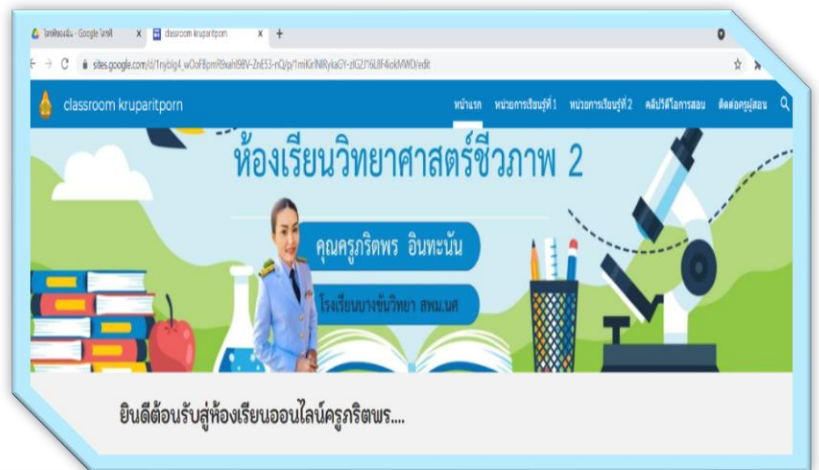 classroom kruparitporn
classroom kruparitporn
หน้าแรก หน่วยการเรียนรู้ที่ 1 หน่วยการเรียนรู้ที่ 2 คลิปวิดีโอการสอน ติดต่อครูผู้สอน
ห้องเรียนวิทยาศาสตร์ชีวภาพ 2
คุณครูภริตพร อินทะนัน
โรงเรียนบางขันวิทยา สพม.นศ
ยินดีต้อนรับสู่ห้องเรียนออนไลน์ครูภริตพร....